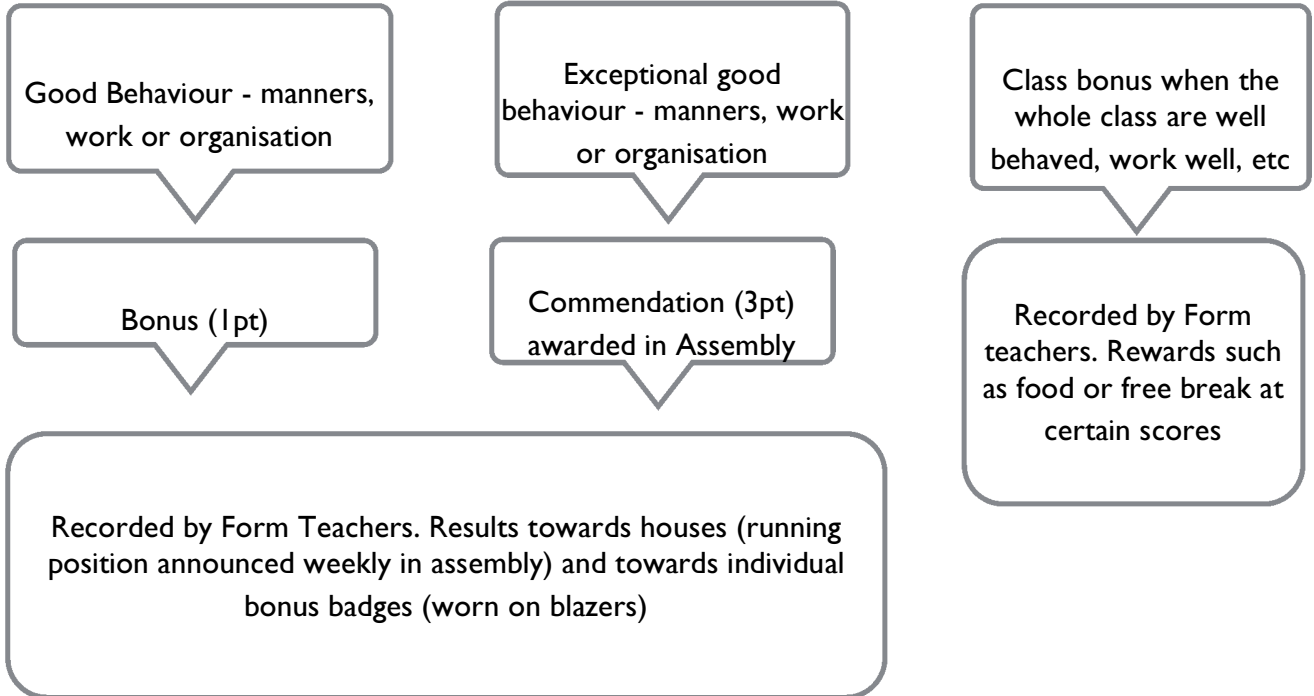 Good Behaviour - manners,
work or organisation
Exceptional good
behaviour - manners, work
or organisation
Class bonus when the
whole class are well
behaved, work well, etc
Bonus (1pt)
Commendation (3pt)
awarded in Assembly
Recorded by Form
teachers. Rewards such
as food or free break at
certain scores
Recorded by Form Teachers. Results towards houses (running
position announced weekly in assembly) and towards individual
bonus badges (worn on blazers)